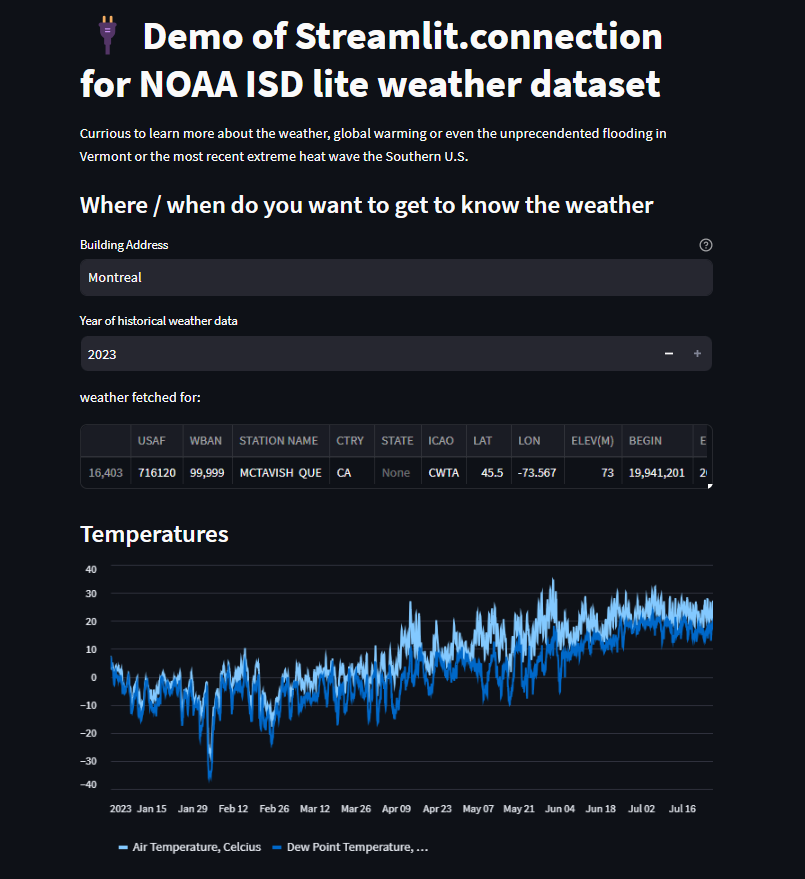 Demo of Streamlit.connection
for NOAA ISD lite weather dataset
Currious to learn more about the weather, global warming or even the unprecendented flooding in
Vermont or the most recent extreme heat wave the Southern U.S.
Where / when do you want to get to know the weather
Building Address
Montreal
Year of historical weather data
2023
weather fetched for:
USAF WBAN STATION NAME CTRY STATE ICAO LAT LON ELEV(M) BEGIN E
16,403 716120 99,999 MCTAVISH QUE CA None CWTA 45.5 -73.567 73 19,941,201
Temperatures
40
30
20
10
0
−10
−20
−30
−40
2023 Jan 15 Jan 29 Feb 12 Feb 26 Mar 12 Mar 26 Apr 09 Apr 23 May 07 May 21 Jun 04 Jun 18 Jul 02 Jul 16
Air Temperature, Celcius Dew Point Temperature, …